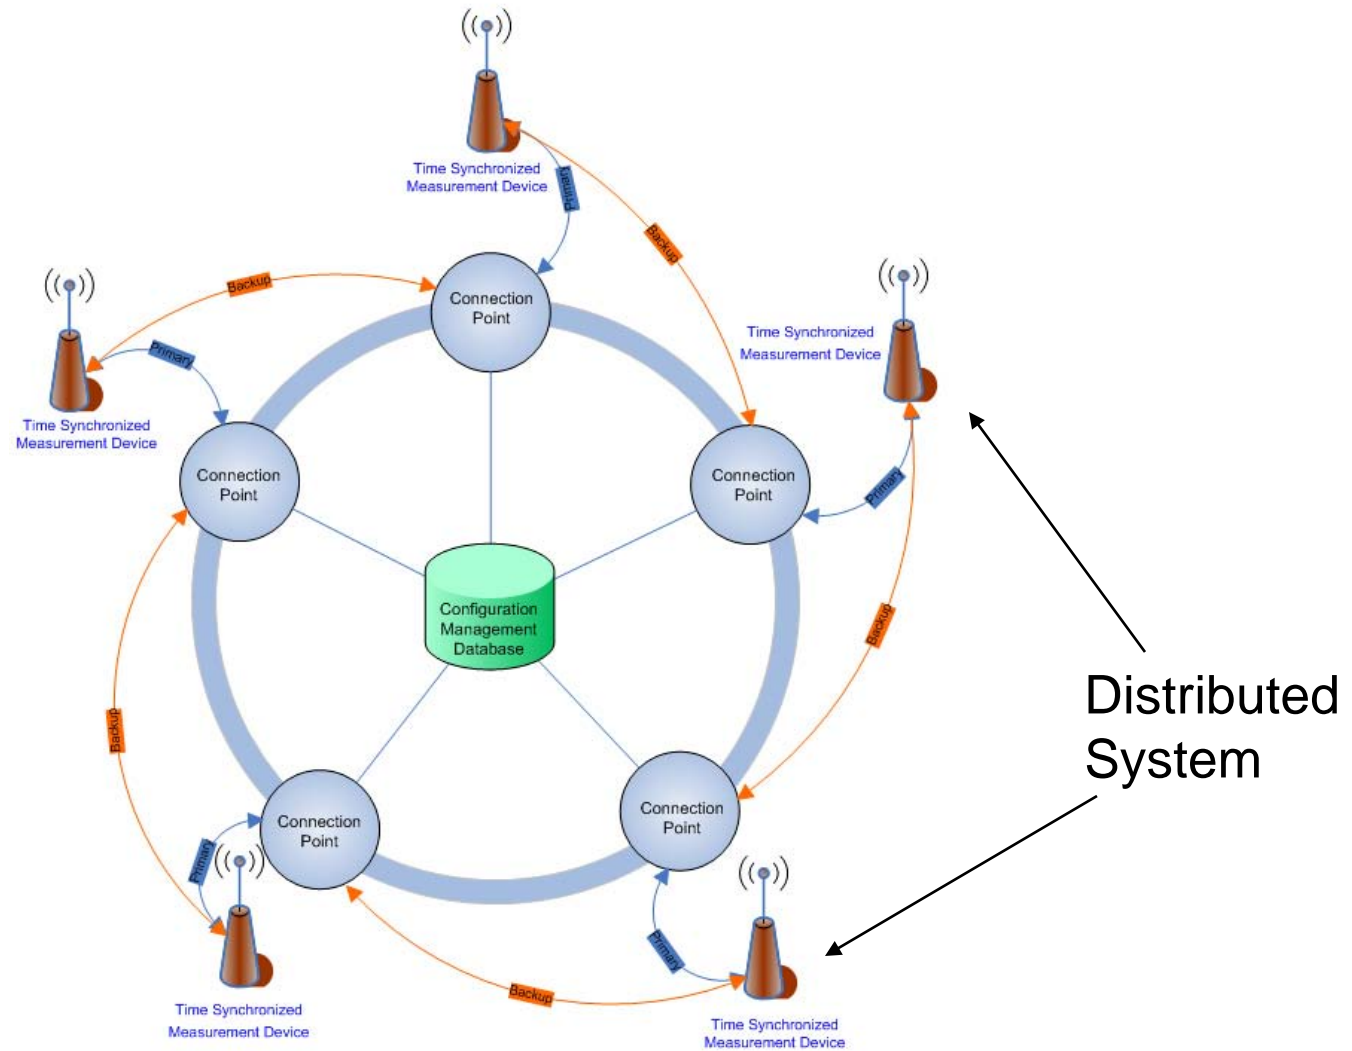 Time Synchronized
Measurement Device
Primary
Backup
Backup
Connection
Point
Time Synchronized
Measurement Device
Primary
Time Synchronized
Measurement Device
Connection
Point
Connection
Point
Primary
Configuration
Management
Database
Backup
Distributed
System
Backup
Connection
Point
Connection
Point
Primary
Primary
Backup
Time Synchronized
Measurement Device
Time Synchronized
Measurement Device